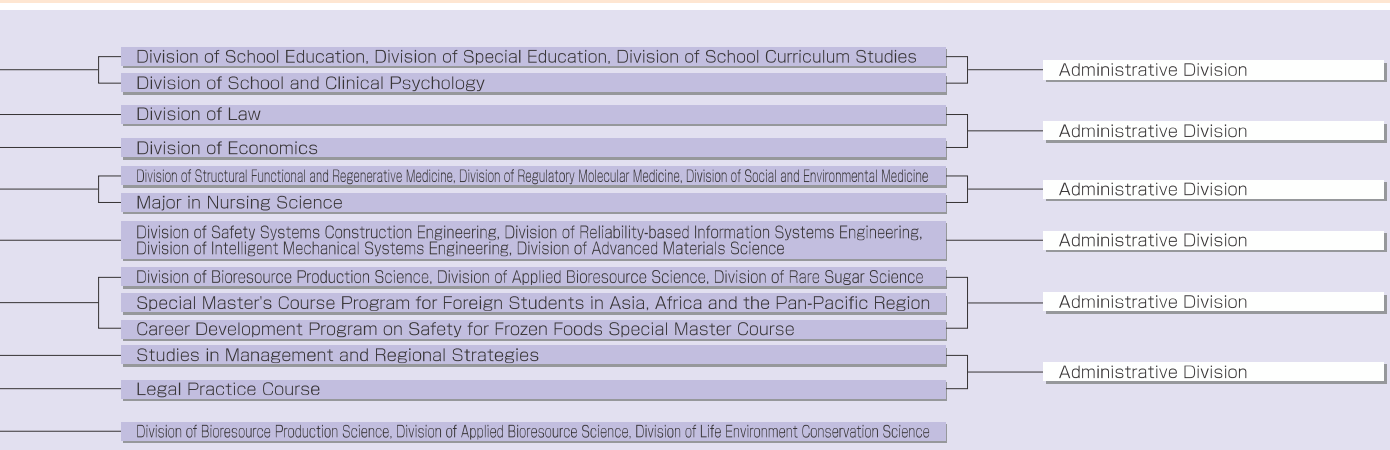 Division of School Education, Division of Special Education, Division of School Curriculum Studies
Division of School and Clinical Psychology
Administrative Division
Division of Law
Division of Economics
Administrative Division
Division of Structural Functional and Regenerative Medicine, Division of Regulatory Molecular Medicine, Division of Social and Environmental Medicine
Major in Nursing Science
Administrative Division
Division of Safety Systems Construction Engineering, Division of Reliability-based Information Systems Engineering,
Division of Intelligent Mechanical Systems Engineering, Division of Advanced Materials Science
Administrative Division
Division of Bioresource Production Science, Division of Applied Bioresource Science, Division of Rare Sugar Science
Special Master's Course Program for Foreign Students in Asia, Africa and the Pan-Pacific Region
Career Development Program on Safety for Frozen Foods Special Master Course
Administrative Division
Studies in Management and Regional Strategies
Legal Practice Course
Administrative Division
Division of Bioresource Production Science, Division of Applied Bioresource Science, Division of Life Environment Conservation Science